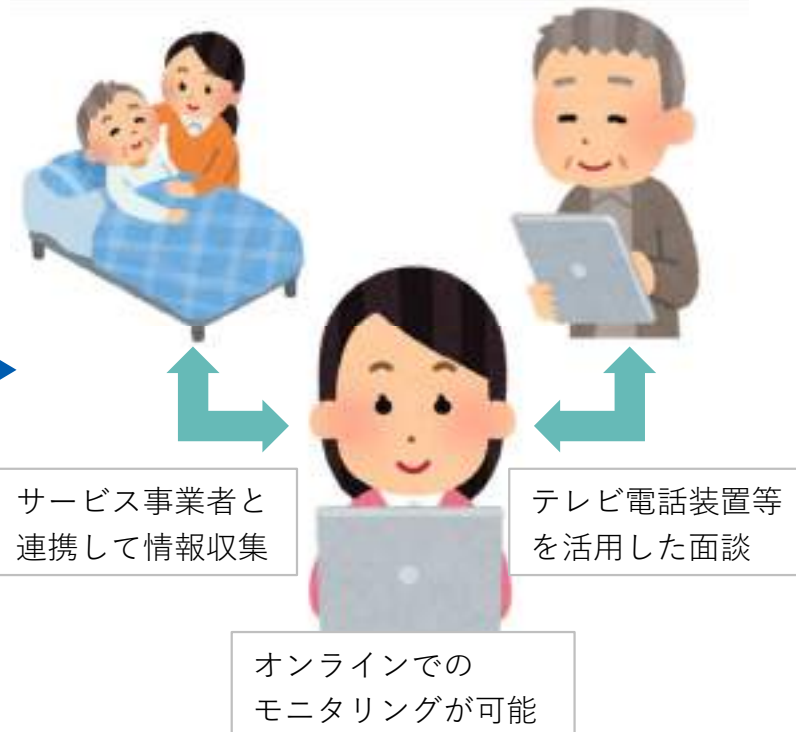 サービス事業者と
連携して情報収集
テレビ電話装置等
を活用した面談
オンラインでの
モニタリングが可能